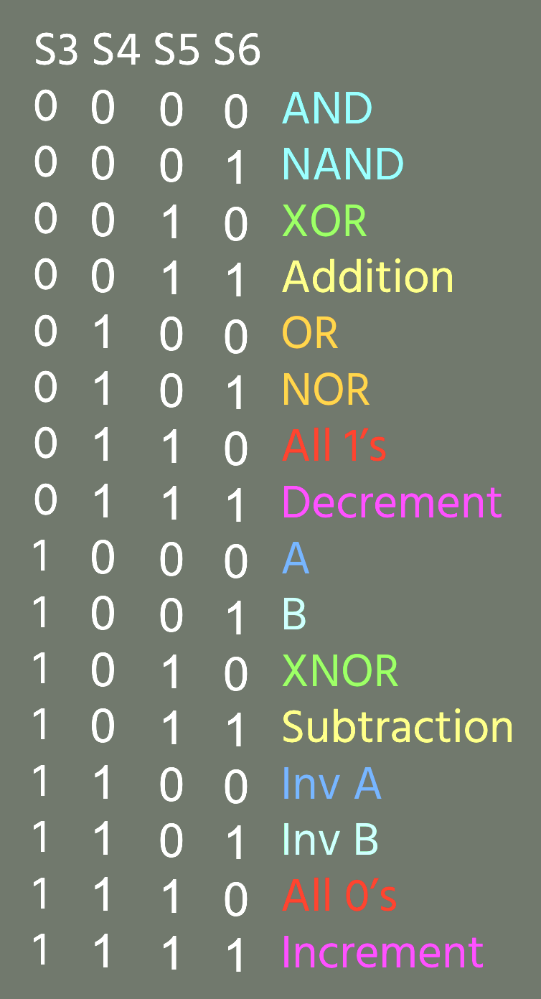 S3 S4 S5 S6
0 0 0 0 AND
0 0 0 1 NAND
0 0 1 0 XOR
0 0 1 1 Addition
0 1 0 0 OR
0 1 0 1 NOR
0 1 1 0 All 1’s
0 1 1 1 Decrement
1 0 0 0 A
1 0 0 1 B
1 0 1 0 XNOR
1 0 1 1 Subtraction
1 1 0 0 Inv A
1 1 0 1 Inv B
1 1 1 0 All 0’s
1 1 1 1 Increment